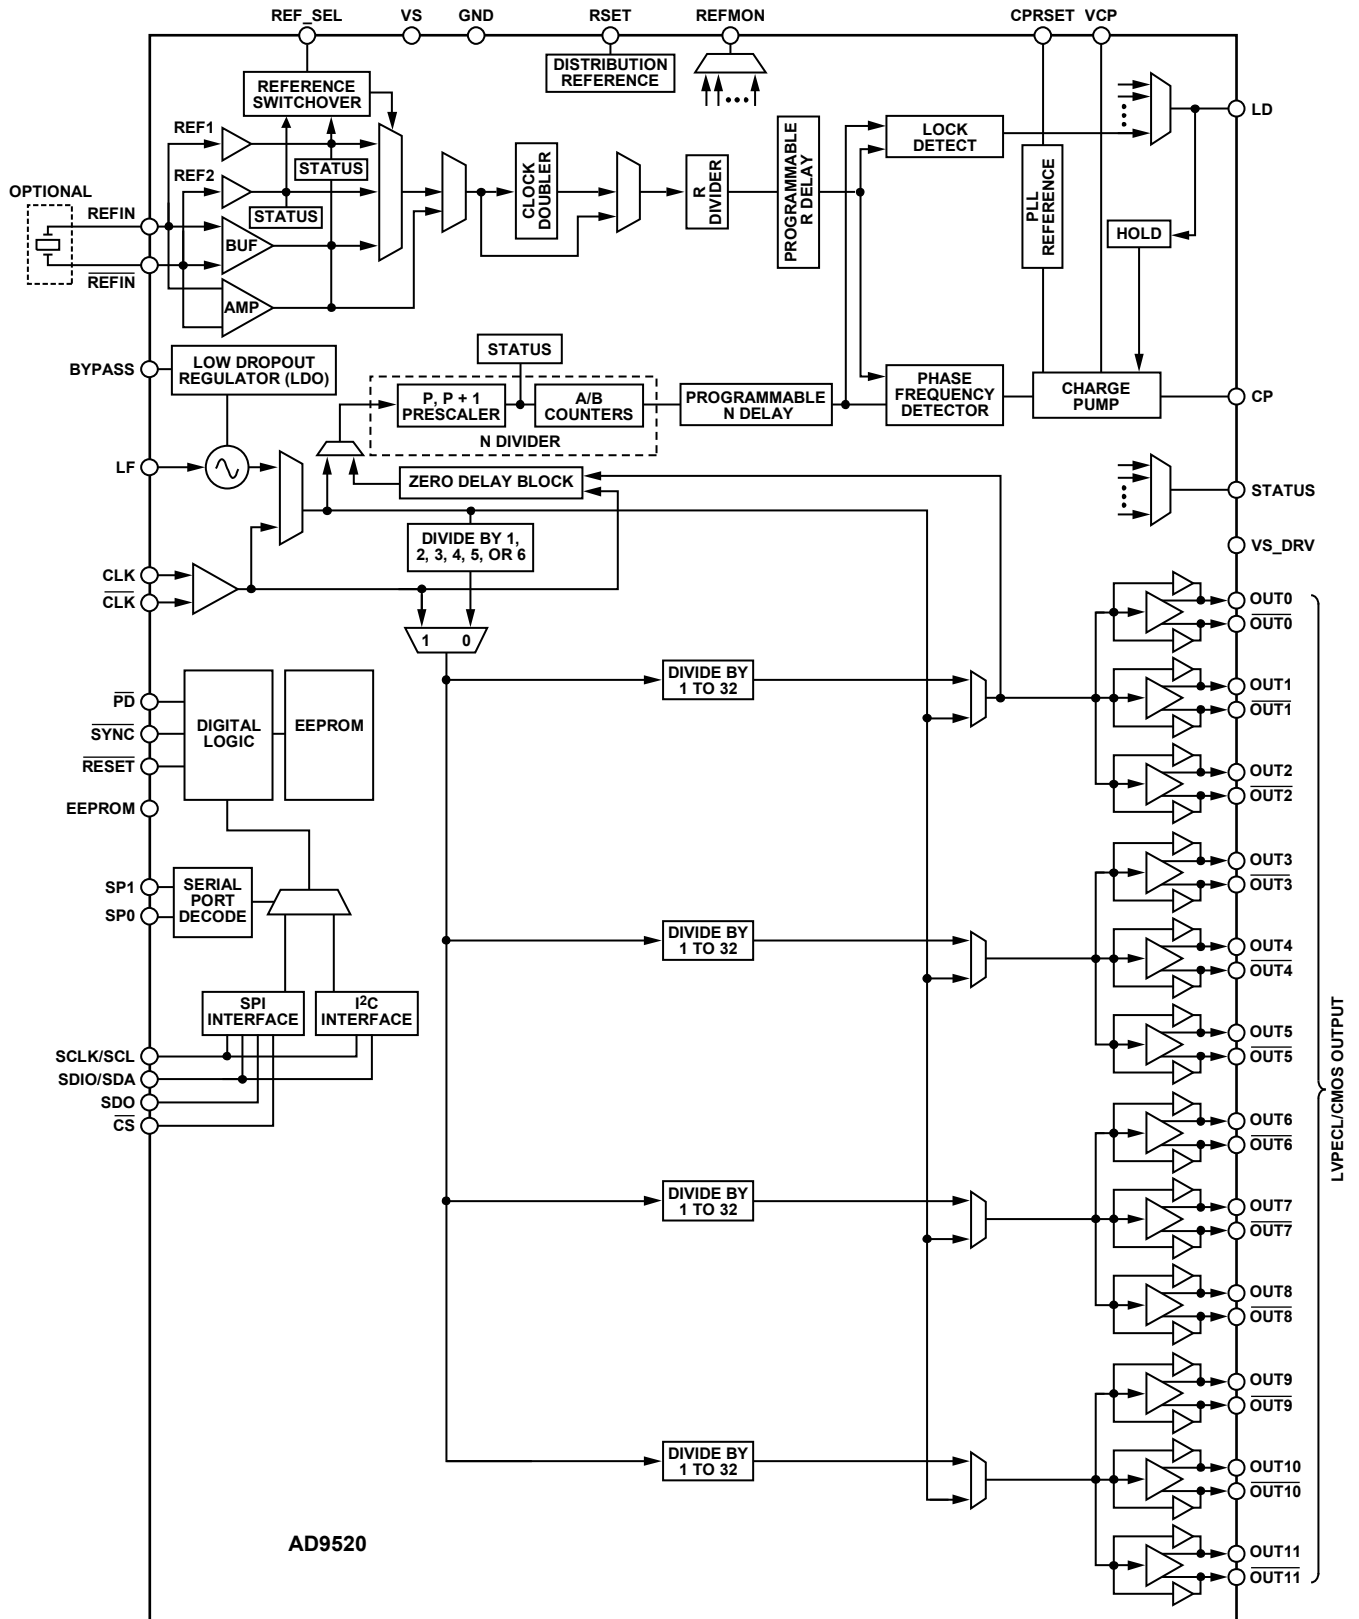 REF_SEL VS GND RSET REFMON CPRSET VCP
DISTRIBUTION
REFERENCE
REFERENCE
SWITCHOVER
REF1
REF2
STATUS
STATUS
OPTIONAL
REFIN
REFIN
BUF
AMP
CLOCK
DOUBLER
R
DIVIDER
PROGRAMMABLE
R DELAY
LOCK
DETECT
PLL
REFERENCE
HOLD
LD
BYPASS
LOW DROPOUT
REGULATOR (LDO)
STATUS
P, P + 1
PRESCALER
A/B
COUNTERS
N DIVIDER
PROGRAMMABLE
N DELAY
PHASE
FREQUENCY
DETECTOR
CHARGE
PUMP
CP
LF
ZERO DELAY BLOCK
STATUS
DIVIDE BY 1,
2, 3, 4, 5, OR 6
VS_DRV
CLK
CLK
1 0
OUT0
OUT0
DIVIDE BY
1 TO 32
OUT1
OUT1
OUT2
OUT2
PD
SYNC
RESET
EEPROM
DIGITAL
LOGIC
EEPROM
SP1
SP0
SERIAL
PORT
DECODE
OUT3
OUT3
DIVIDE BY
1 TO 32
OUT4
OUT4
OUT5
OUT5
SPI
INTERFACE
I2C
INTERFACE
SCLK/SCL
SDIO/SDA
SDO
CS
LVPECL/CMOS OUTPUT
OUT6
OUT6
DIVIDE BY
1 TO 32
OUT7
OUT7
OUT8
OUT8
OUT9
OUT9
DIVIDE BY
1 TO 32
OUT10
OUT10
OUT11
OUT11
AD9520